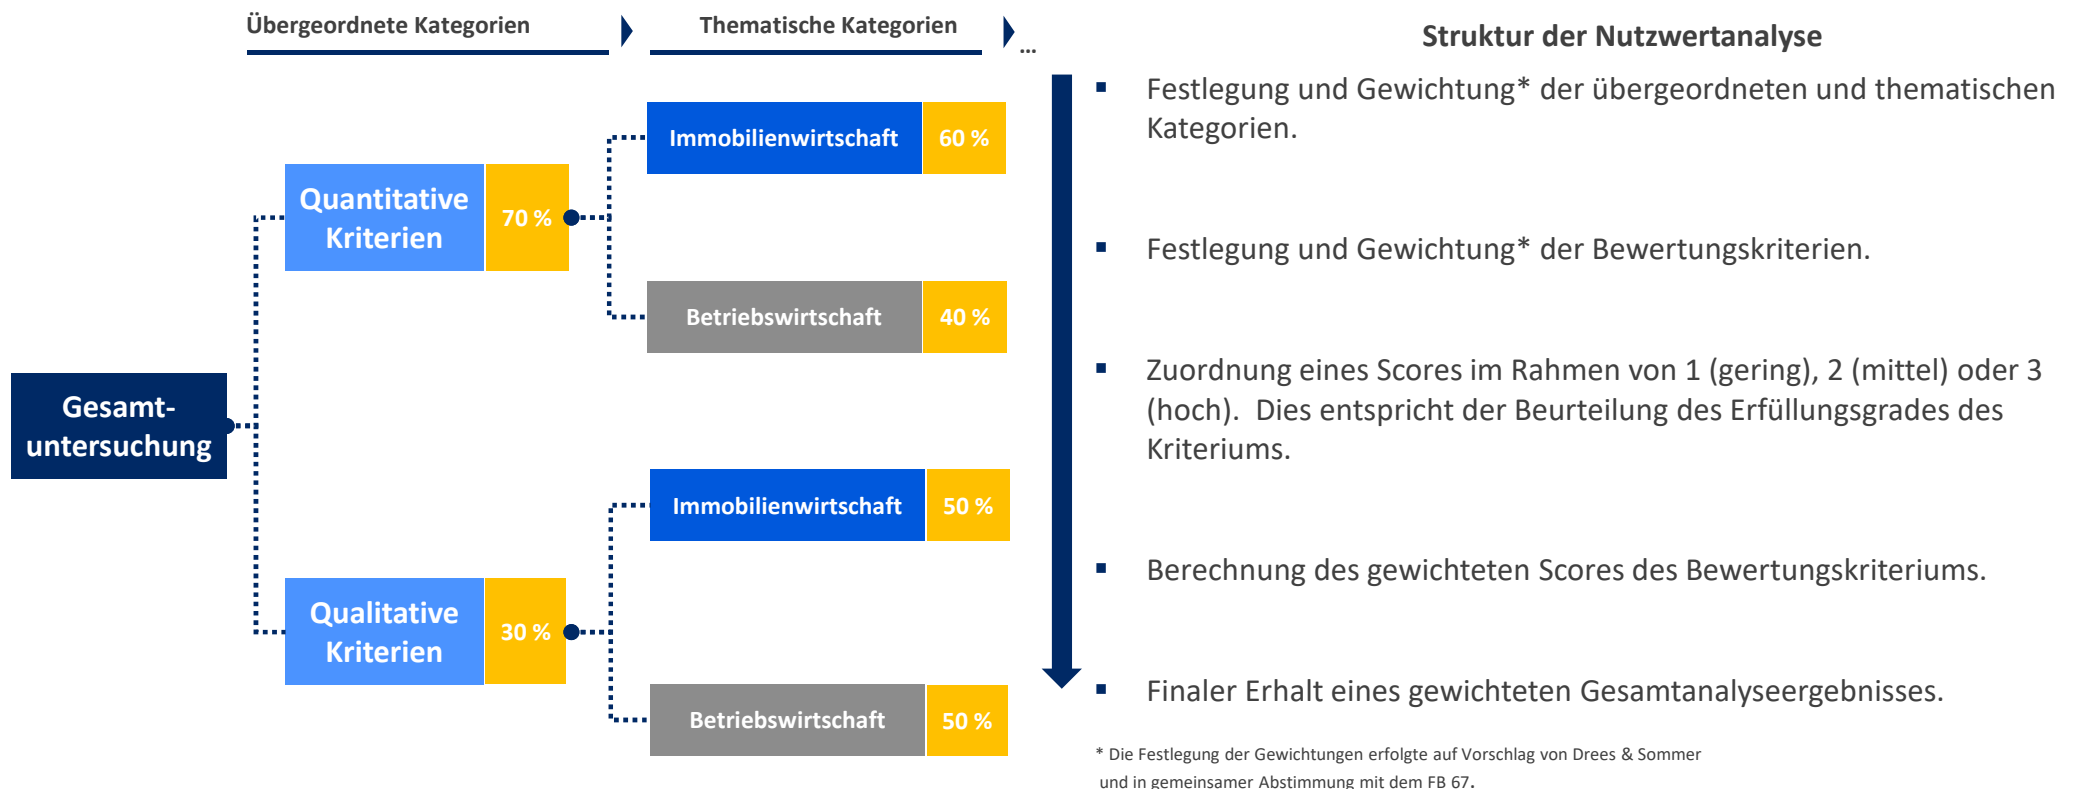 Übergeordnete Kategorien
Thematische Kategorien
...
Gesamt-
untersuchung
Quantitative
Kriterien
70 %
Immobilienwirtschaft
60 %
Betriebswirtschaft
40 %
Qualitative
Kriterien
30 %
Immobilienwirtschaft
50 %
Betriebswirtschaft
50 %
Struktur der Nutzwertanalyse
▪ Festlegung und Gewichtung* der übergeordneten und thematischen
Kategorien.
▪ Festlegung und Gewichtung* der Bewertungskriterien.
▪ Zuordnung eines Scores im Rahmen von 1 (gering), 2 (mittel) oder 3
(hoch).  Dies entspricht der Beurteilung des Erfüllungsgrades des
Kriteriums.
▪ Berechnung des gewichteten Scores des Bewertungskriteriums.
▪ Finaler Erhalt eines gewichteten Gesamtanalyseergebnisses.
* Die Festlegung der Gewichtungen erfolgte auf Vorschlag von Drees & Sommer
und in gemeinsamer Abstimmung mit dem FB 67.